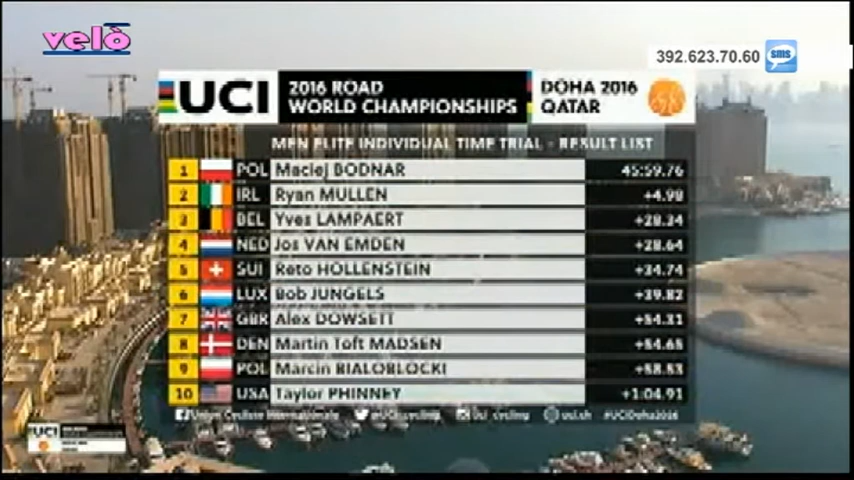 velò
392.623.70.60 sms
UCI 2016 ROAD WORLD CHAMPIONSHIPS DOHA 2016 QATAR
MEN ELITE INDIVIDUAL TIME TRIAL - RESULT LIST
1 POL Maciej BODNAR 45:59.76
2 IRL Ryan MULLEN +4.98
3 BEL Yves LAMPAERT +28.34
4 NED Jos VAN EMDEN +28.64
5 SUI Reto HOLLENSTEIN +34.74
6 LUX Bob JUNGELS +39.82
7 GBR Alex DOWSETT +54.31
8 DEN Martin Toft MADSEN +54.65
9 POL Marcin BIALOBLOCKI +58.53
10 USA Taylor PHINNEY +1:04.91
Union Cycliste Internationale @UCI_cycling uci_cycling uci.ch #UCIDoha2016
UCI